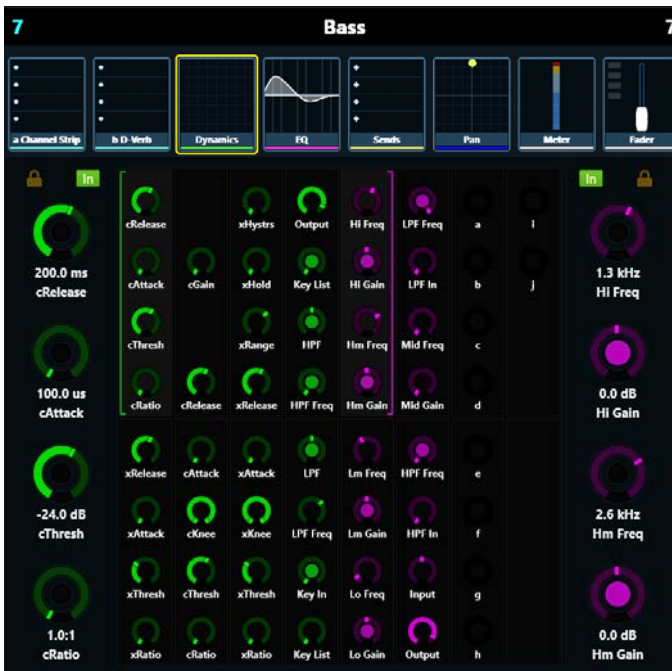 7 Bass 7
a Channel Strip b D-Verb Dynamics EQ Sends Pan Meter Fader
In In
200.0 ms
cRelease
100.0 us
cAttack
-24.0 dB
cThresh
1.0:1
cRatio
cRelease xHystrs Output Hi Freq LPF Freq a i
cAttack cGain xHold Key List Hi Gain LPF In b j
cThresh xRange HPF Hm Freq Mid Freq c
cRatio cRelease xRelease HPF Freq Hm Gain Mid Gain d
xRelease cAttack xAttack LPF Lm Freq HPF Freq e
xAttack cKnee xKnee LPF Freq Lm Gain HPF In f
xThresh cThresh xThresh Key In Lo Freq Input g
xRatio cRatio xRatio Key List Lo Gain Output h
1.3 kHz
Hi Freq
0.0 dB
Hi Gain
2.6 kHz
Hm Freq
0.0 dB
Hm Gain